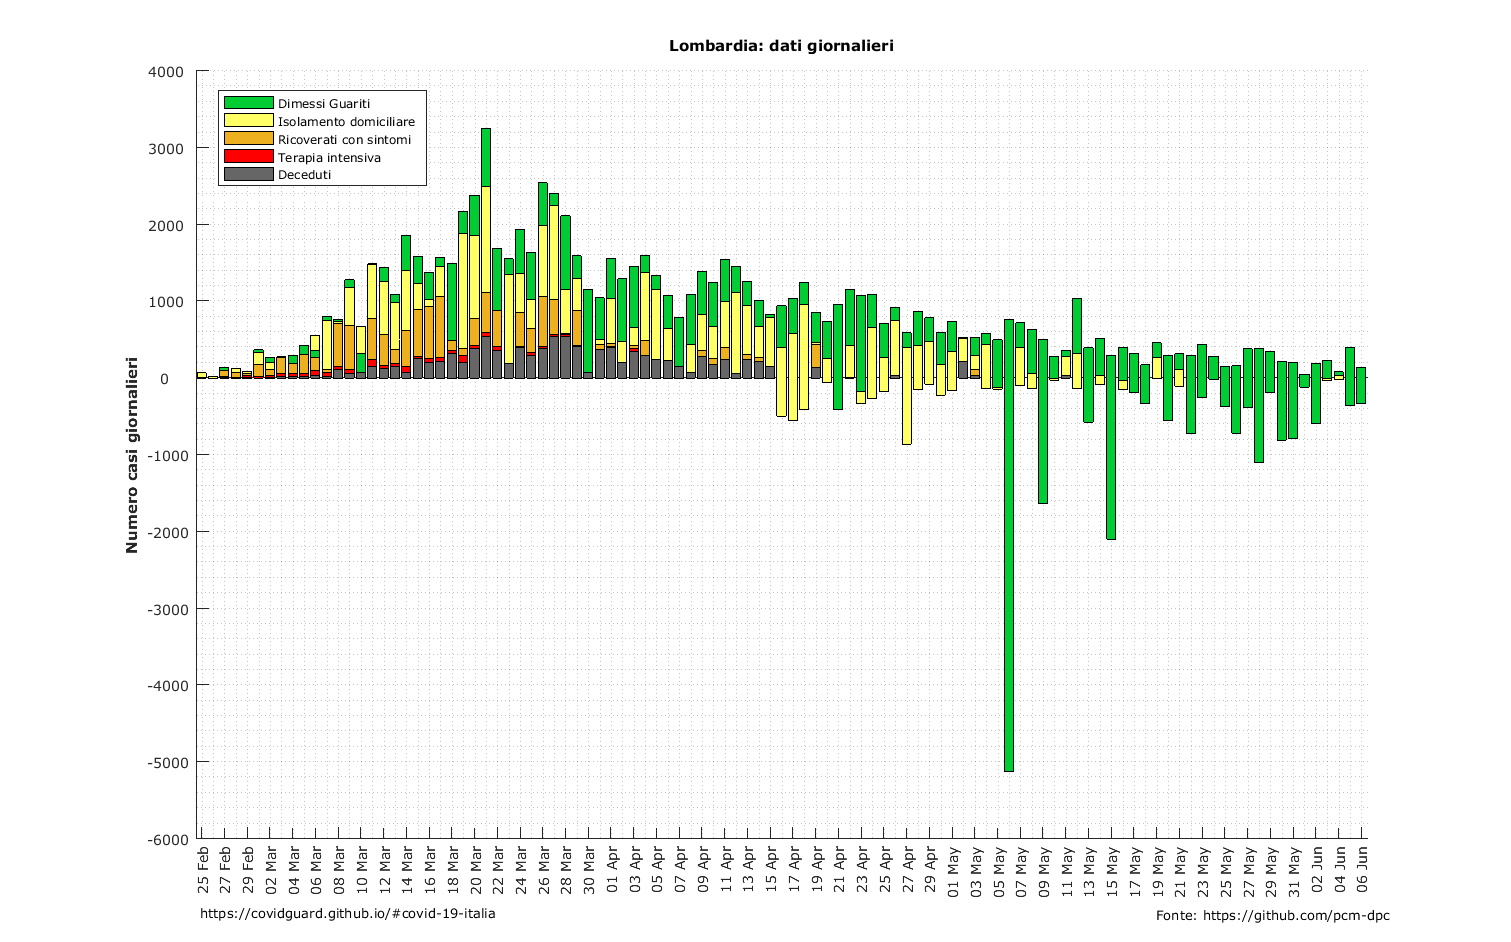 Lombardia: dati giornalieri
4000
3000
2000
1000
0
-1000
-2000
-3000
-4000
-5000
-6000
Numero casi giornalieri
Dimessi Guariti
Isolamento domiciliare
Ricoverati con sintomi
Terapia intensiva
Deceduti
25 Feb
27 Feb
29 Feb
02 Mar
04 Mar
06 Mar
08 Mar
10 Mar
12 Mar
14 Mar
16 Mar
18 Mar
20 Mar
22 Mar
24 Mar
26 Mar
28 Mar
30 Mar
01 Apr
03 Apr
05 Apr
07 Apr
09 Apr
11 Apr
13 Apr
15 Apr
17 Apr
19 Apr
21 Apr
23 Apr
25 Apr
27 Apr
29 Apr
01 May
03 May
05 May
07 May
09 May
11 May
13 May
15 May
17 May
19 May
21 May
23 May
25 May
27 May
29 May
31 May
02 Jun
04 Jun
06 Jun
https://covidguard.github.io/#covid-19-italia
Fonte: https://github.com/pcm-dpc